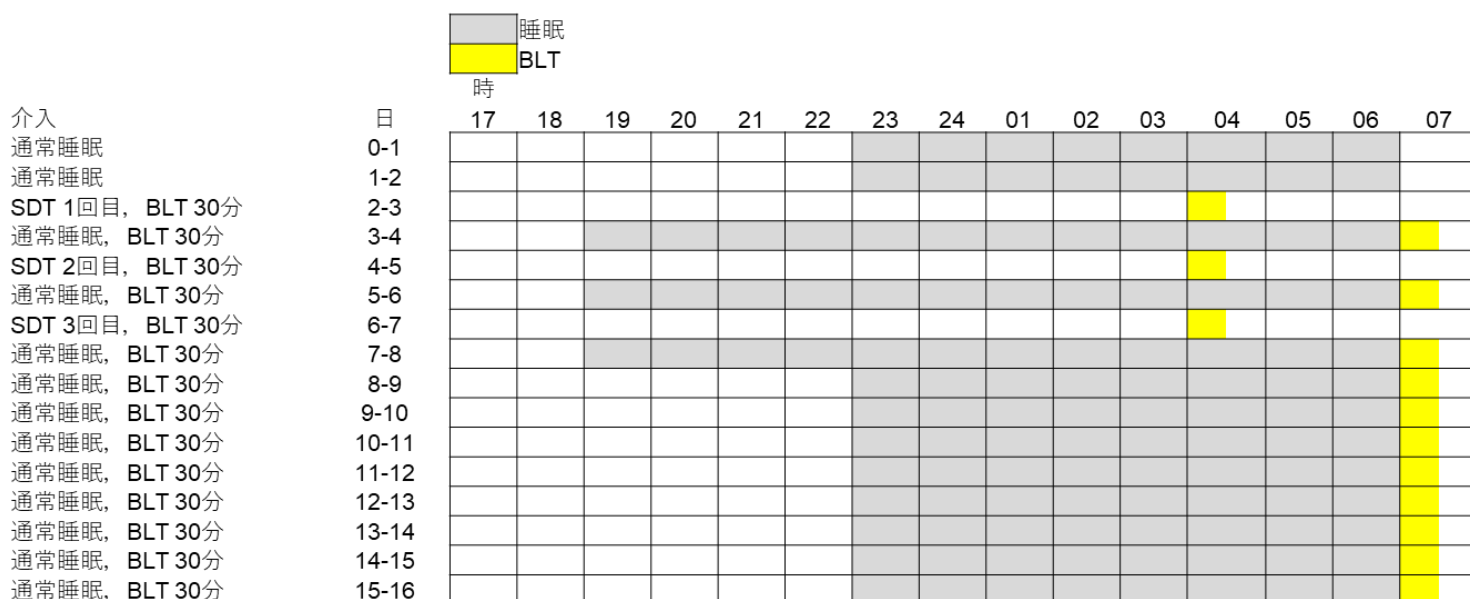 睡眠
BLT
時
介入 日 17 18 19 20 21 22 23 24 01 02 03 04 05 06 07
通常睡眠 0-1
通常睡眠 1-2
SDT 1回目，BLT 30分 2-3
通常睡眠，BLT 30分 3-4
SDT 2回目，BLT 30分 4-5
通常睡眠，BLT 30分 5-6
SDT 3回目，BLT 30分 6-7
通常睡眠，BLT 30分 7-8
通常睡眠，BLT 30分 8-9
通常睡眠，BLT 30分 9-10
通常睡眠，BLT 30分 10-11
通常睡眠，BLT 30分 11-12
通常睡眠，BLT 30分 12-13
通常睡眠，BLT 30分 13-14
通常睡眠，BLT 30分 14-15
通常睡眠，BLT 30分 15-16